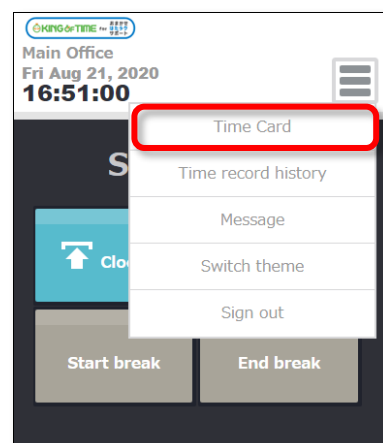 KING OF TIME
Main Office
Fri Aug 21, 2020
16:51:00
Time Card
S
Time record history
Message
Clo
Switch theme
Sign out
Start break
End break